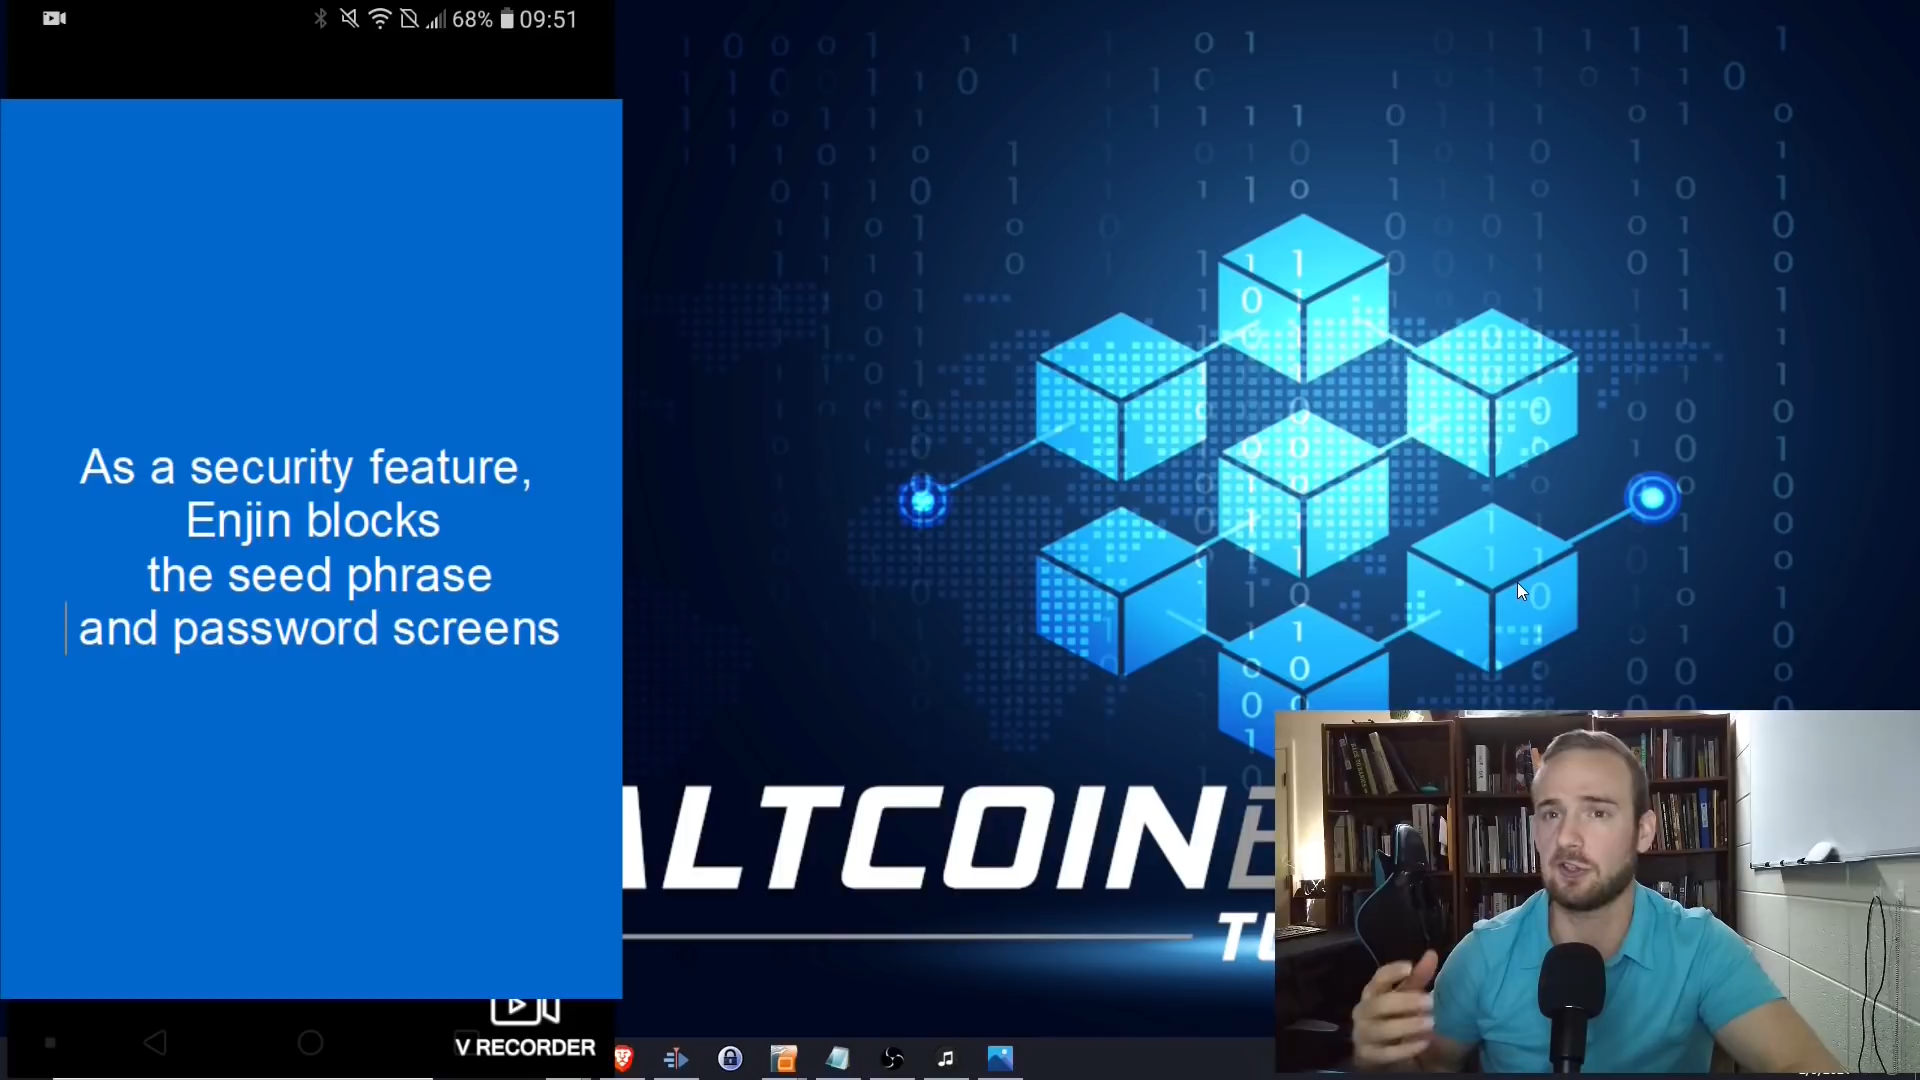 68% 09:51
As a security feature,
Enjin blocks
the seed phrase
and password screens
ALTCOIN
V RECORDER